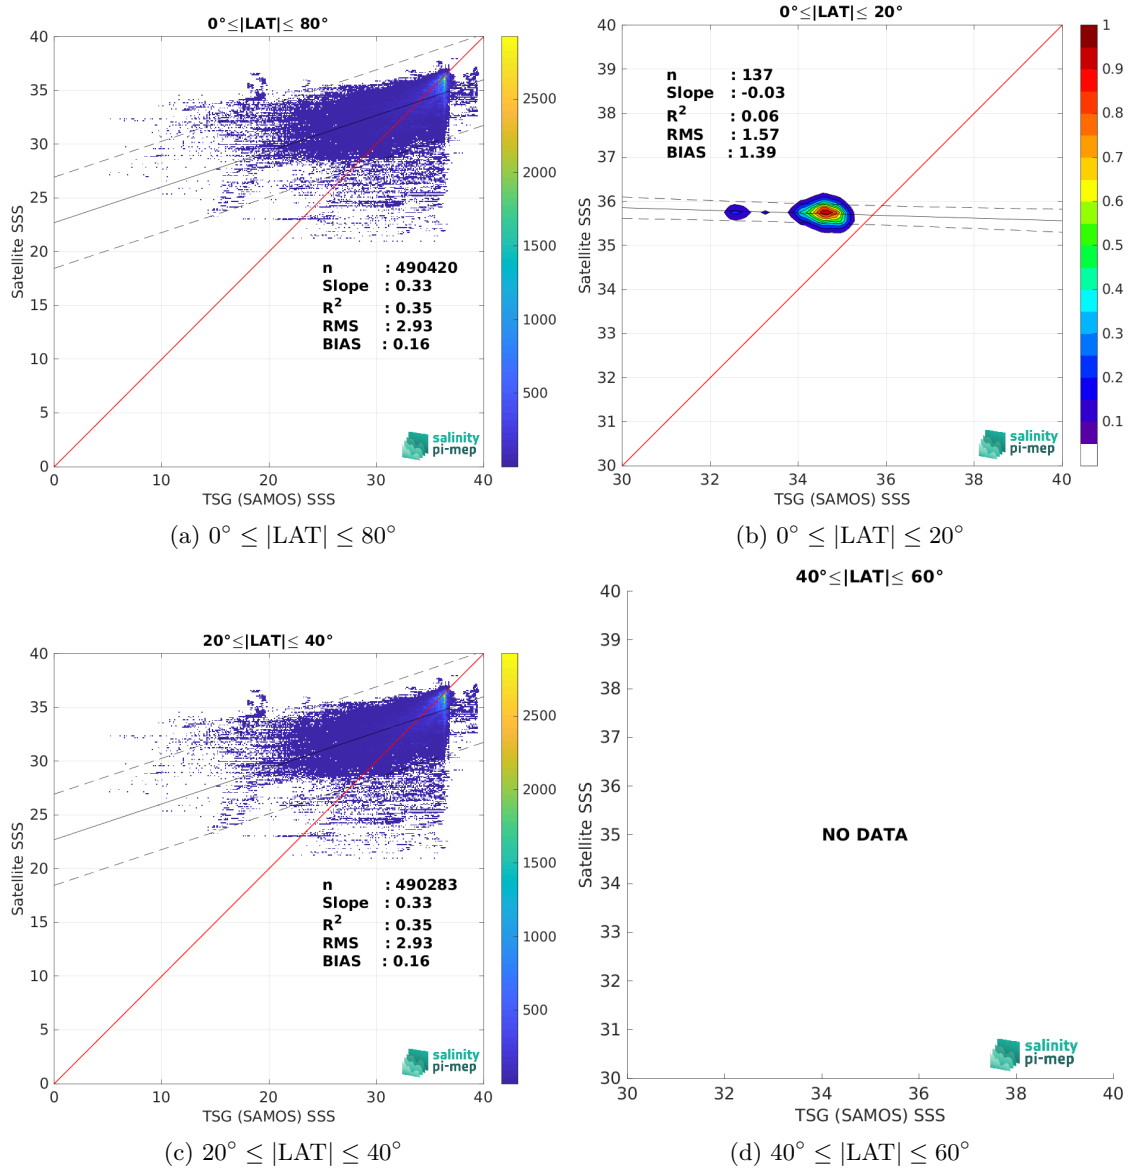 0°≤|LAT|≤ 80°
40
35
30
25
20
15
10
5
0
0
10
20
30
40
Satellite SSS
TSG (SAMOS) SSS
n : 490420
Slope : 0.33
R² : 0.35
RMS : 2.93
BIAS : 0.16
salinity
pi-mep
2500
2000
1500
1000
500
(a) 0° ≤ |LAT| ≤ 80°
0°≤|LAT|≤ 20°
40
39
38
37
36
35
34
33
32
31
30
30
32
34
36
38
40
Satellite SSS
TSG (SAMOS) SSS
n : 137
Slope : -0.03
R² : 0.06
RMS : 1.57
BIAS : 1.39
salinity
pi-mep
1
0.9
0.8
0.7
0.6
0.5
0.4
0.3
0.2
0.1
(b) 0° ≤ |LAT| ≤ 20°
20°≤|LAT|≤ 40°
40
35
30
25
20
15
10
5
0
0
10
20
30
40
Satellite SSS
TSG (SAMOS) SSS
n : 490283
Slope : 0.33
R² : 0.35
RMS : 2.93
BIAS : 0.16
salinity
pi-mep
2500
2000
1500
1000
500
(c) 20° ≤ |LAT| ≤ 40°
40°≤|LAT|≤ 60°
40
39
38
37
36
35
34
33
32
31
30
30
32
34
36
38
40
Satellite SSS
TSG (SAMOS) SSS
NO DATA
salinity
pi-mep
(d) 40° ≤ |LAT| ≤ 60°